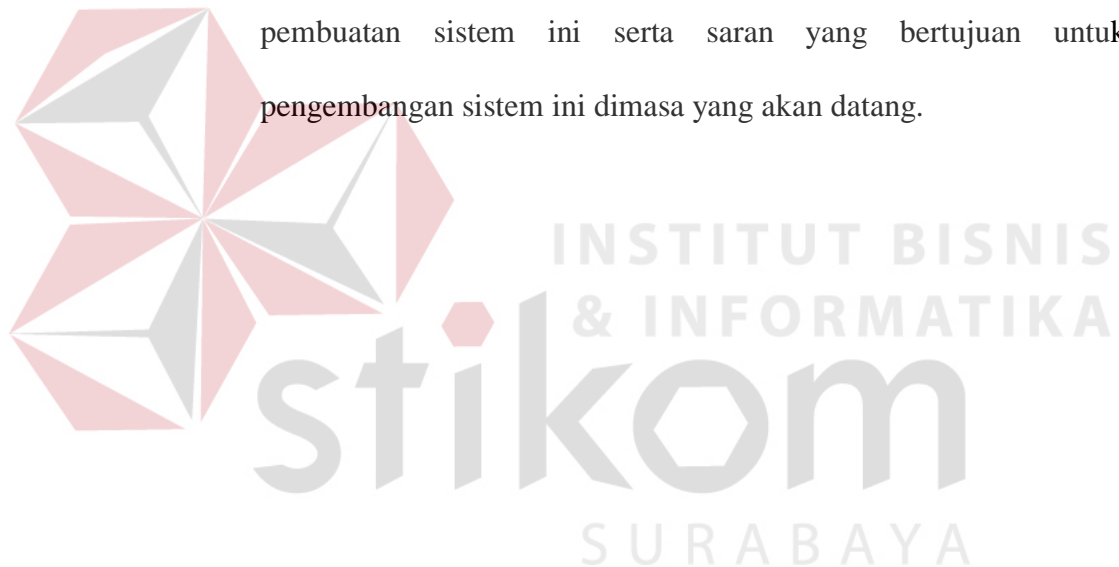 pembuatan sistem ini serta saran yang bertujuan untuk
pengembangan sistem ini dimasa yang akan datang.
INSTITUT BISNIS
& INFORMATIKA
stikom
SURABAYA